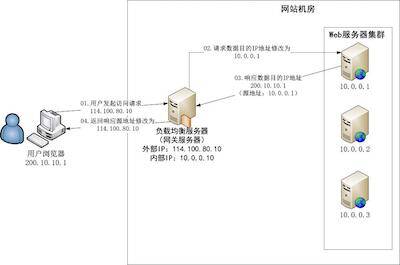 网站机房
Web服务器集群
02.请求数据目的IP地址修改为
10.0.0.1
03.响应数据目的IP地址
200.10.10.1
(源地址:10.0.0.1)
01.用户发起访问请求
114.100.80.10
04.返回响应源地址修改为
114.100.80.10
用户浏览器
200.10.10.1
负载均衡服务器
(网关服务器)
外部IP:114.100.80.10
内部IP:10.0.0.10
10.0.0.1
10.0.0.2
10.0.0.3